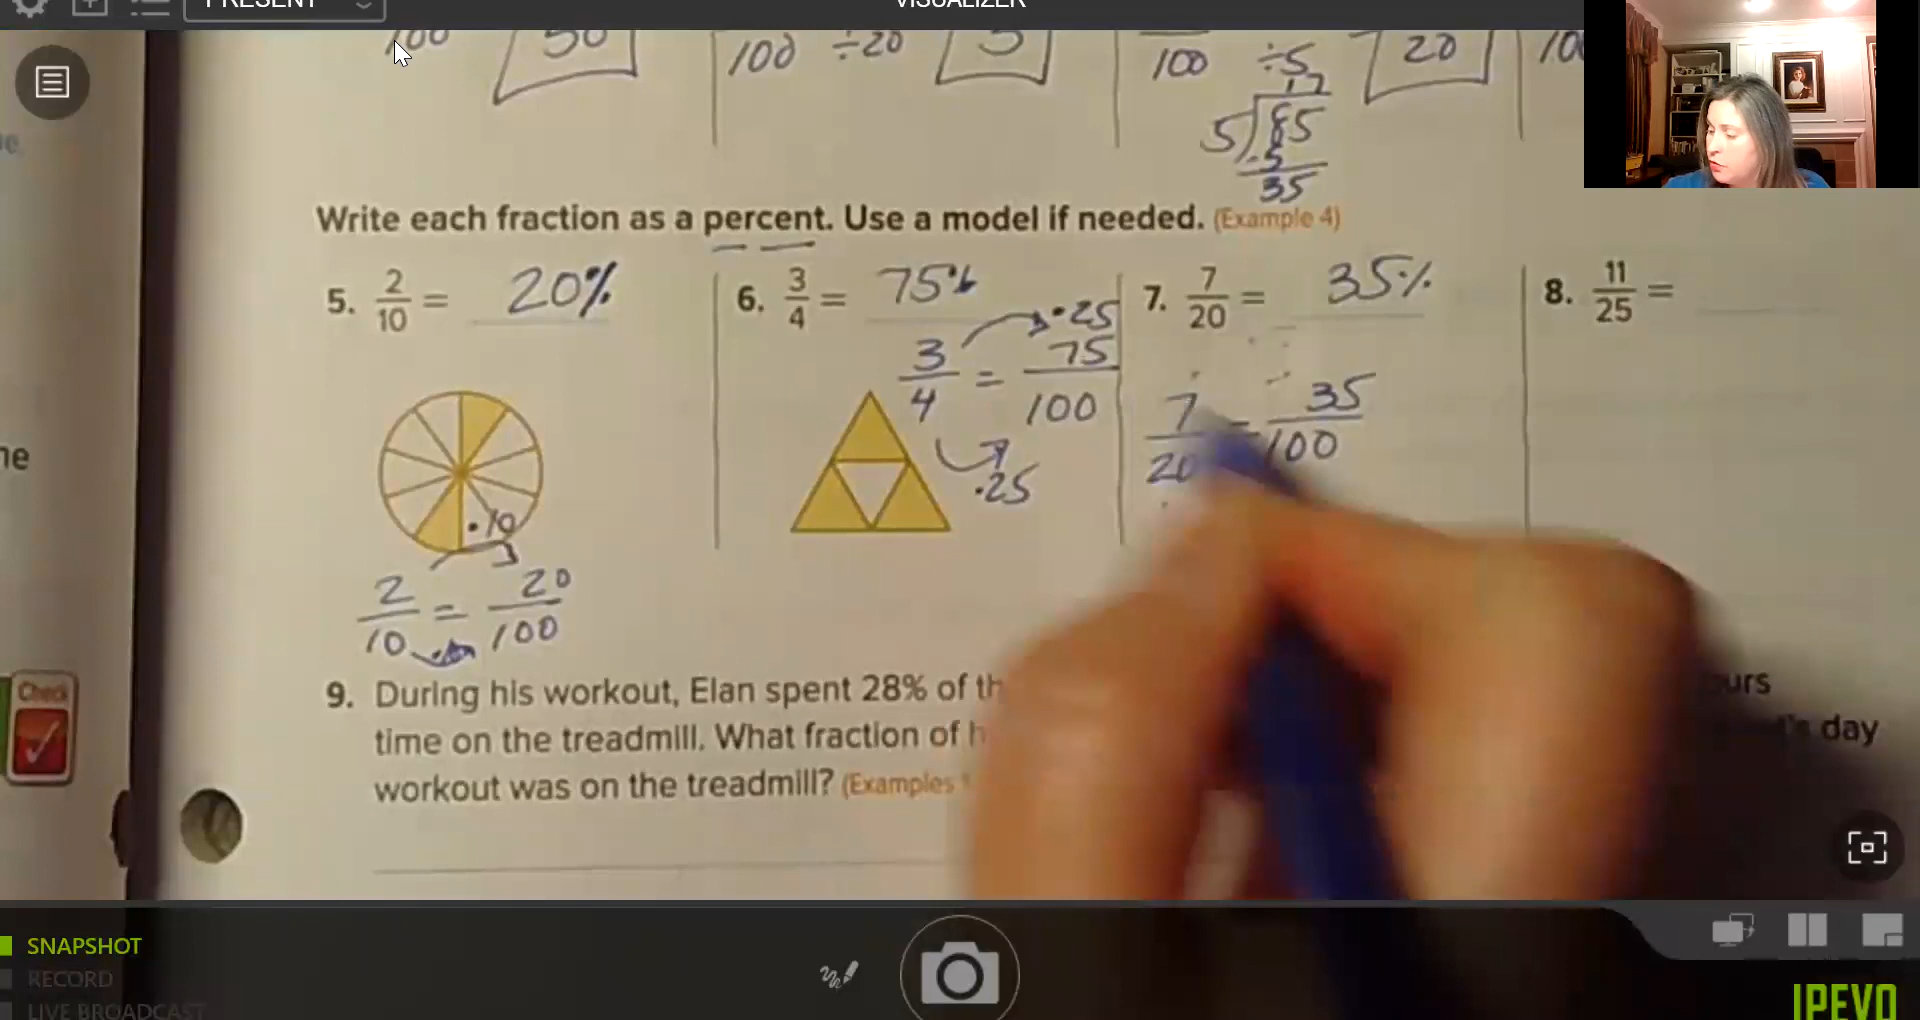 PRESENT
VISUALIZER
100 50
100 ÷20 5
100 ÷5 20
17
5 85
35
Write each fraction as a percent. Use a model if needed. (Example 4)
5. 2/10 = 20%
6. 3/4 = 75%
7. 7/20 = 35%
8. 11/25 =
·25
3/4 = 75/100
·25
7/20 = 35/100
·10
2/10 = 20/100
Check
9. During his workout, Elan spent 28% of
time on the treadmill. What fraction of
workout was on the treadmill? (Examples
day
SNAPSHOT
RECORD
LIVE BROADCAST
IPEVO